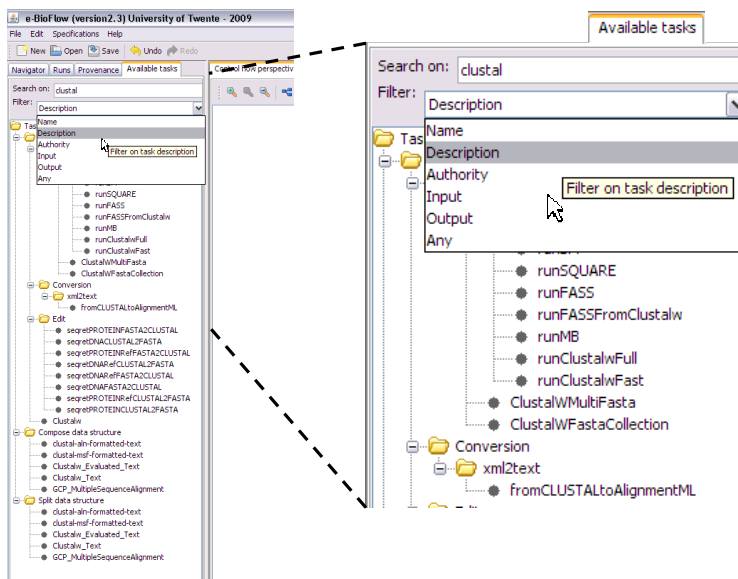 e-BioFlow (version2.3) University of Twente - 2009
File Edit Specifications Help
New Open Save Undo Redo
Navigator Runs Provenance Available tasks
Control flow perspectiv
Search on: clustal
Filter: Description
Tas
Name
Description
Authority
Filter on task description
Input
Output
Any
runSQUARE
runFASS
runFASSFromClustalw
runMB
runClustalwFull
runClustalwFast
ClustalWMultiFasta
ClustalWFastaCollection
Conversion
xml2text
fromCLUSTALtoAlignmentML
Edit
seqretPROTEINFASTA2CLUSTAL
seqretDNACLUSTAL2FASTA
seqretPROTEINRefFASTA2CLUSTAL
seqretDNARefCLUSTAL2FASTA
seqretDNARefFASTA2CLUSTAL
seqretDNAFASTA2CLUSTAL
seqretPROTEINRefCLUSTAL2FASTA
seqretPROTEINCLUSTAL2FASTA
Clustalw
Compose data structure
clustal-aln-formatted-text
clustal-msf-formatted-text
Clustalw_Evaluated_Text
Clustalw_Text
GCP_MultipleSequenceAlignment
Split data structure
clustal-aln-formatted-text
clustal-msf-formatted-text
Clustalw_Evaluated_Text
Clustalw_Text
GCP_MultipleSequenceAlignment
Available tasks
Search on: clustal
Filter:
Description
Tas
Name
Description
Authority
Filter on task description
Input
Output
Any
runSQUARE
runFASS
runFASSFromClustalw
runMB
runClustalwFull
runClustalwFast
ClustalWMultiFasta
ClustalWFastaCollection
Conversion
xml2text
fromCLUSTALtoAlignmentML